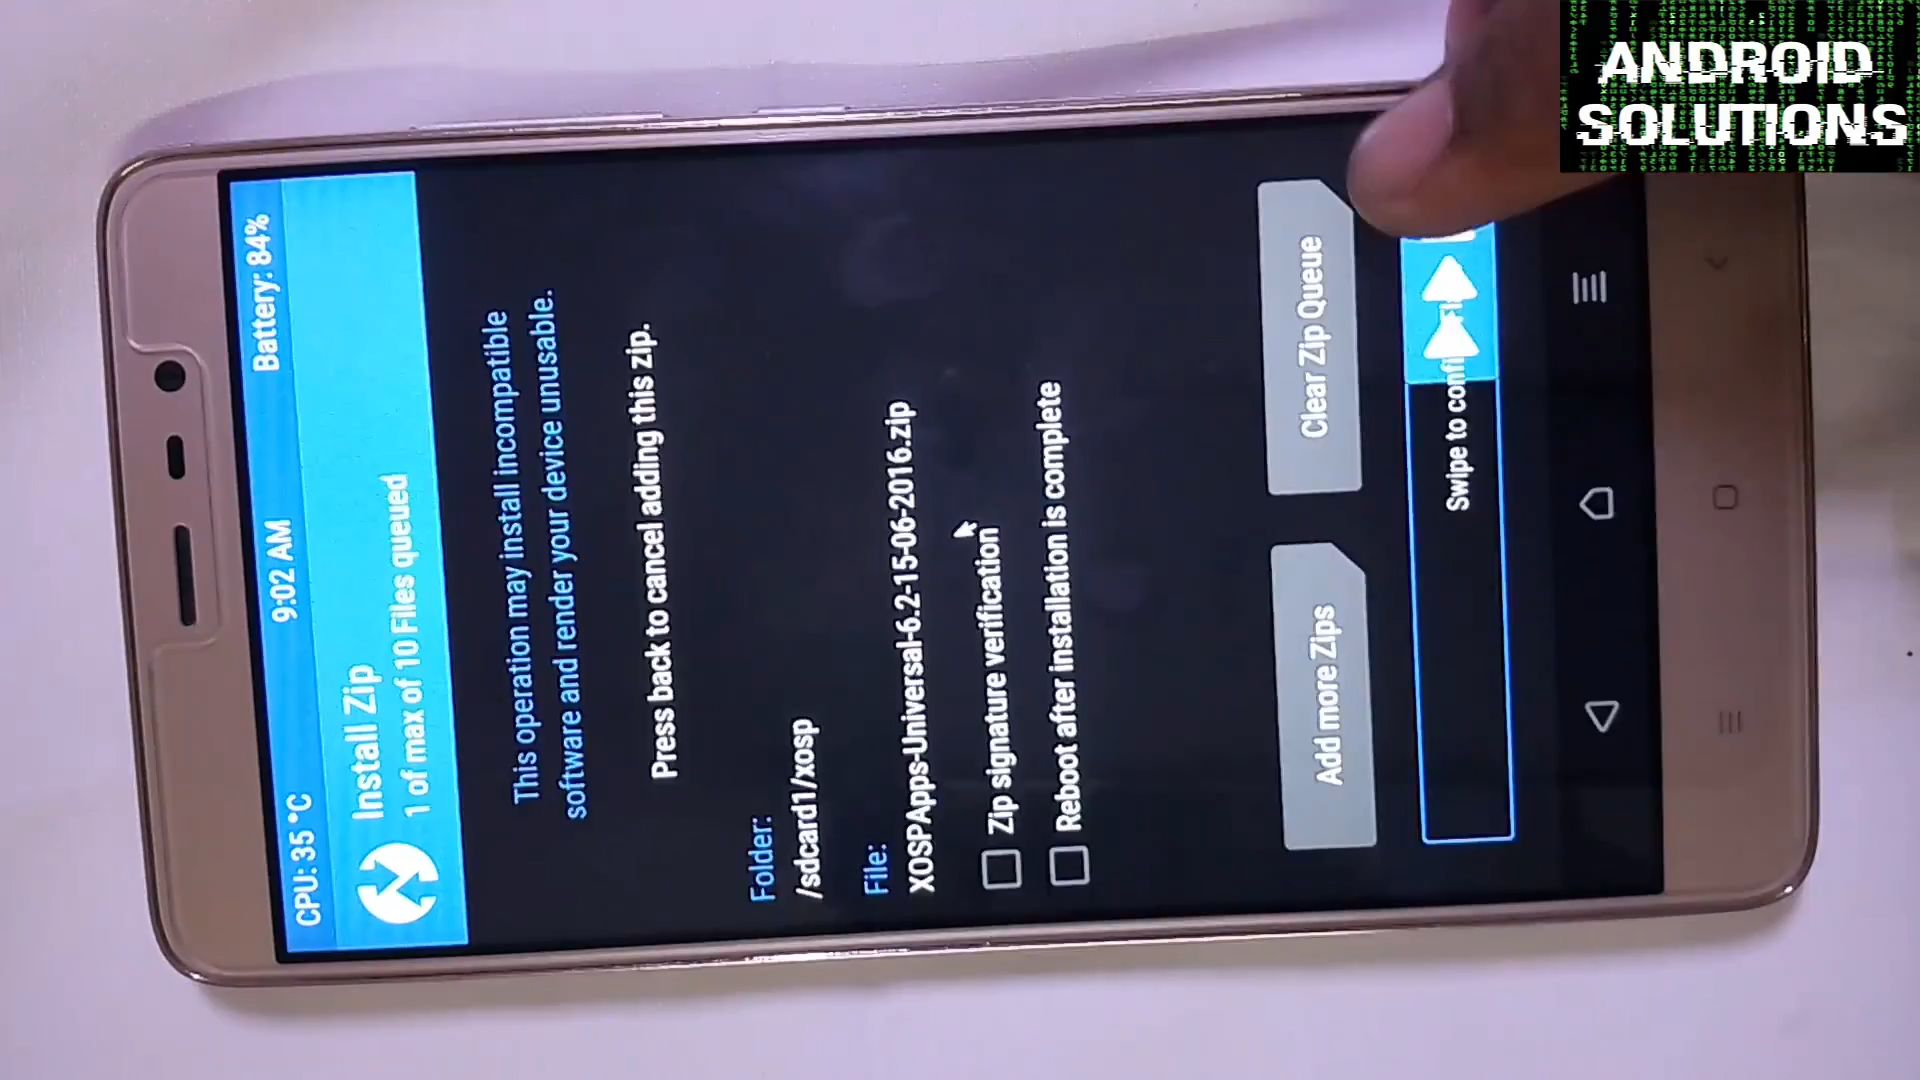 CPU: 35 °C 9:02 AM Battery: 84%
Install Zip
1 of max of 10 Files queued
This operation may install incompatible
software and render your device unusable.
Press back to cancel adding this zip.
Folder:
/sdcard1/xosp
File:
XOSPApps-Universal-6.2-15-06-2016.zip
Zip signature verification
Reboot after installation is complete
Add more Zips
Clear Zip Queue
Swipe to
ANDROID
SOLUTIONS